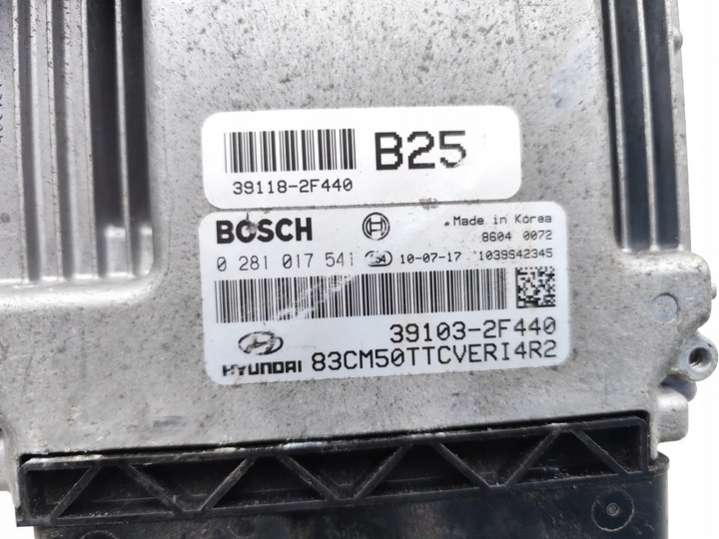 B25
39118-2F440
BOSCH
.Made in Korea
8604 0072
0 281 017 541 10-07-17 1039S42345
39103-2F440
HYUNDAI 83CM50TTCVERI4R2